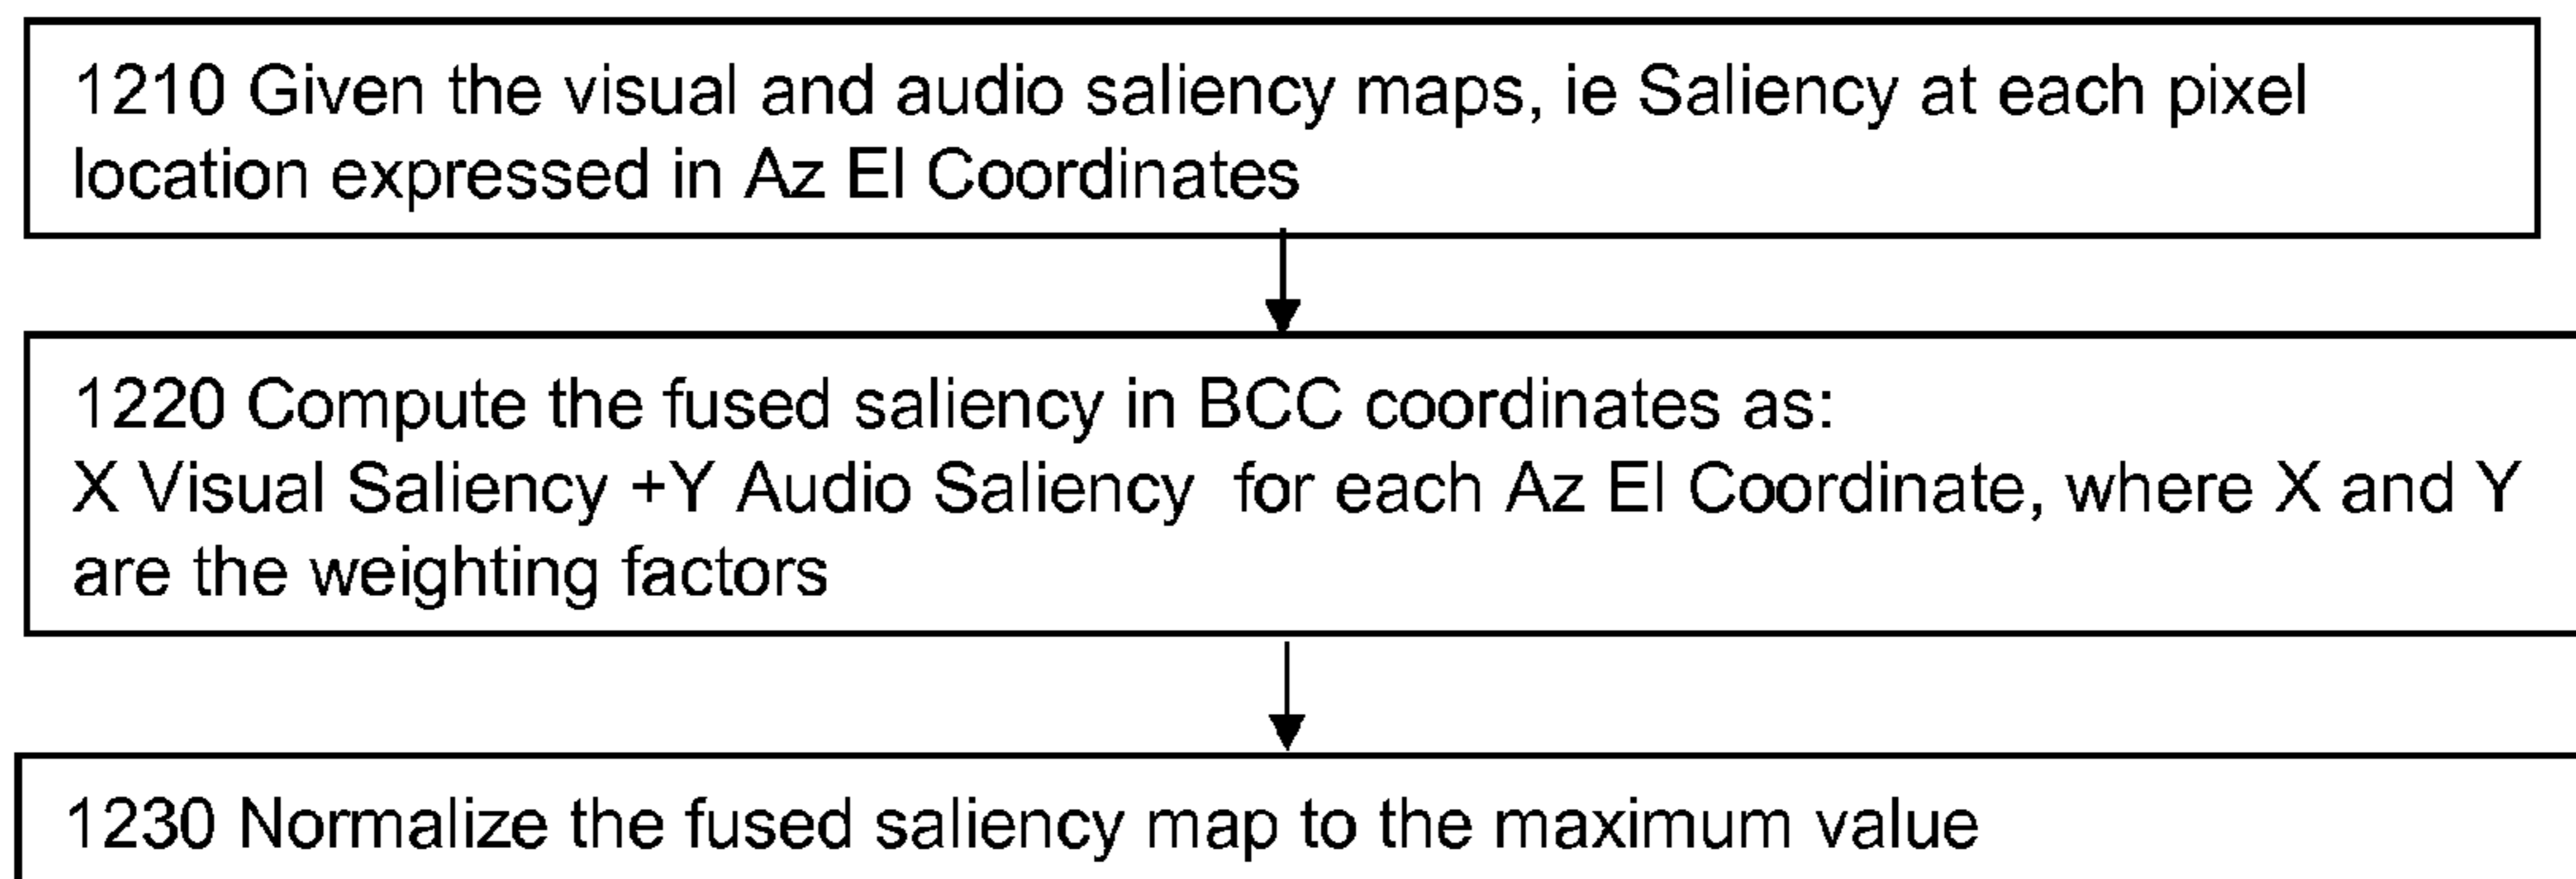 1210 Given the visual and audio saliency maps, ie Saliency at each pixel
location expressed in Az El Coordinates
1220 Compute the fused saliency in BCC coordinates as:
X Visual Saliency +Y Audio Saliency for each Az El Coordinate, where X and Y
are the weighting factors
1230 Normalize the fused saliency map to the maximum value